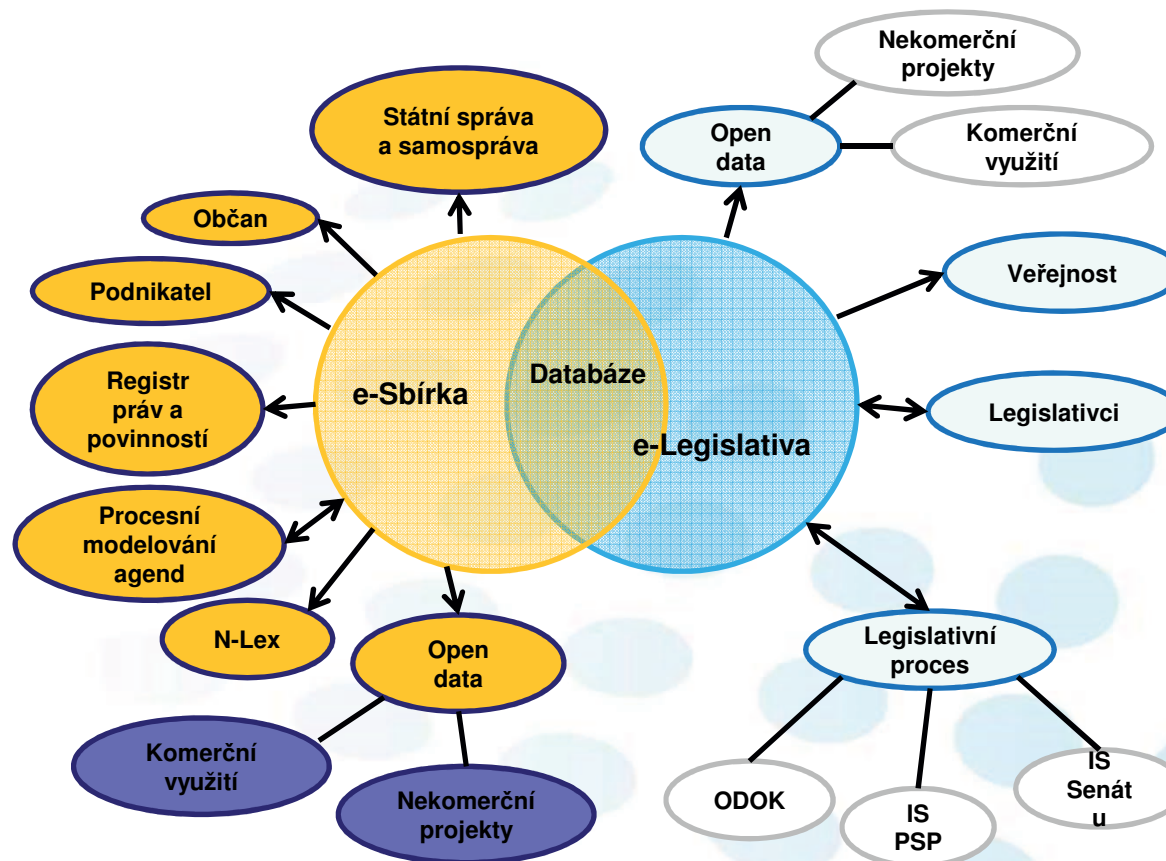 Nekomerční
projekty
Státní správa
a samospráva
Open
data
Komerční
využití
Občan
Podnikatel
Veřejnost
Registr
práv a
povinností
e-Sbírka
Databáze
e-Legislativa
Legislativci
Procesní
modelování
agend
N-Lex
Open
data
Legislativní
proces
Komerční
využití
Nekomerční
projekty
ODOK
IS
PSP
IS
Senát
u